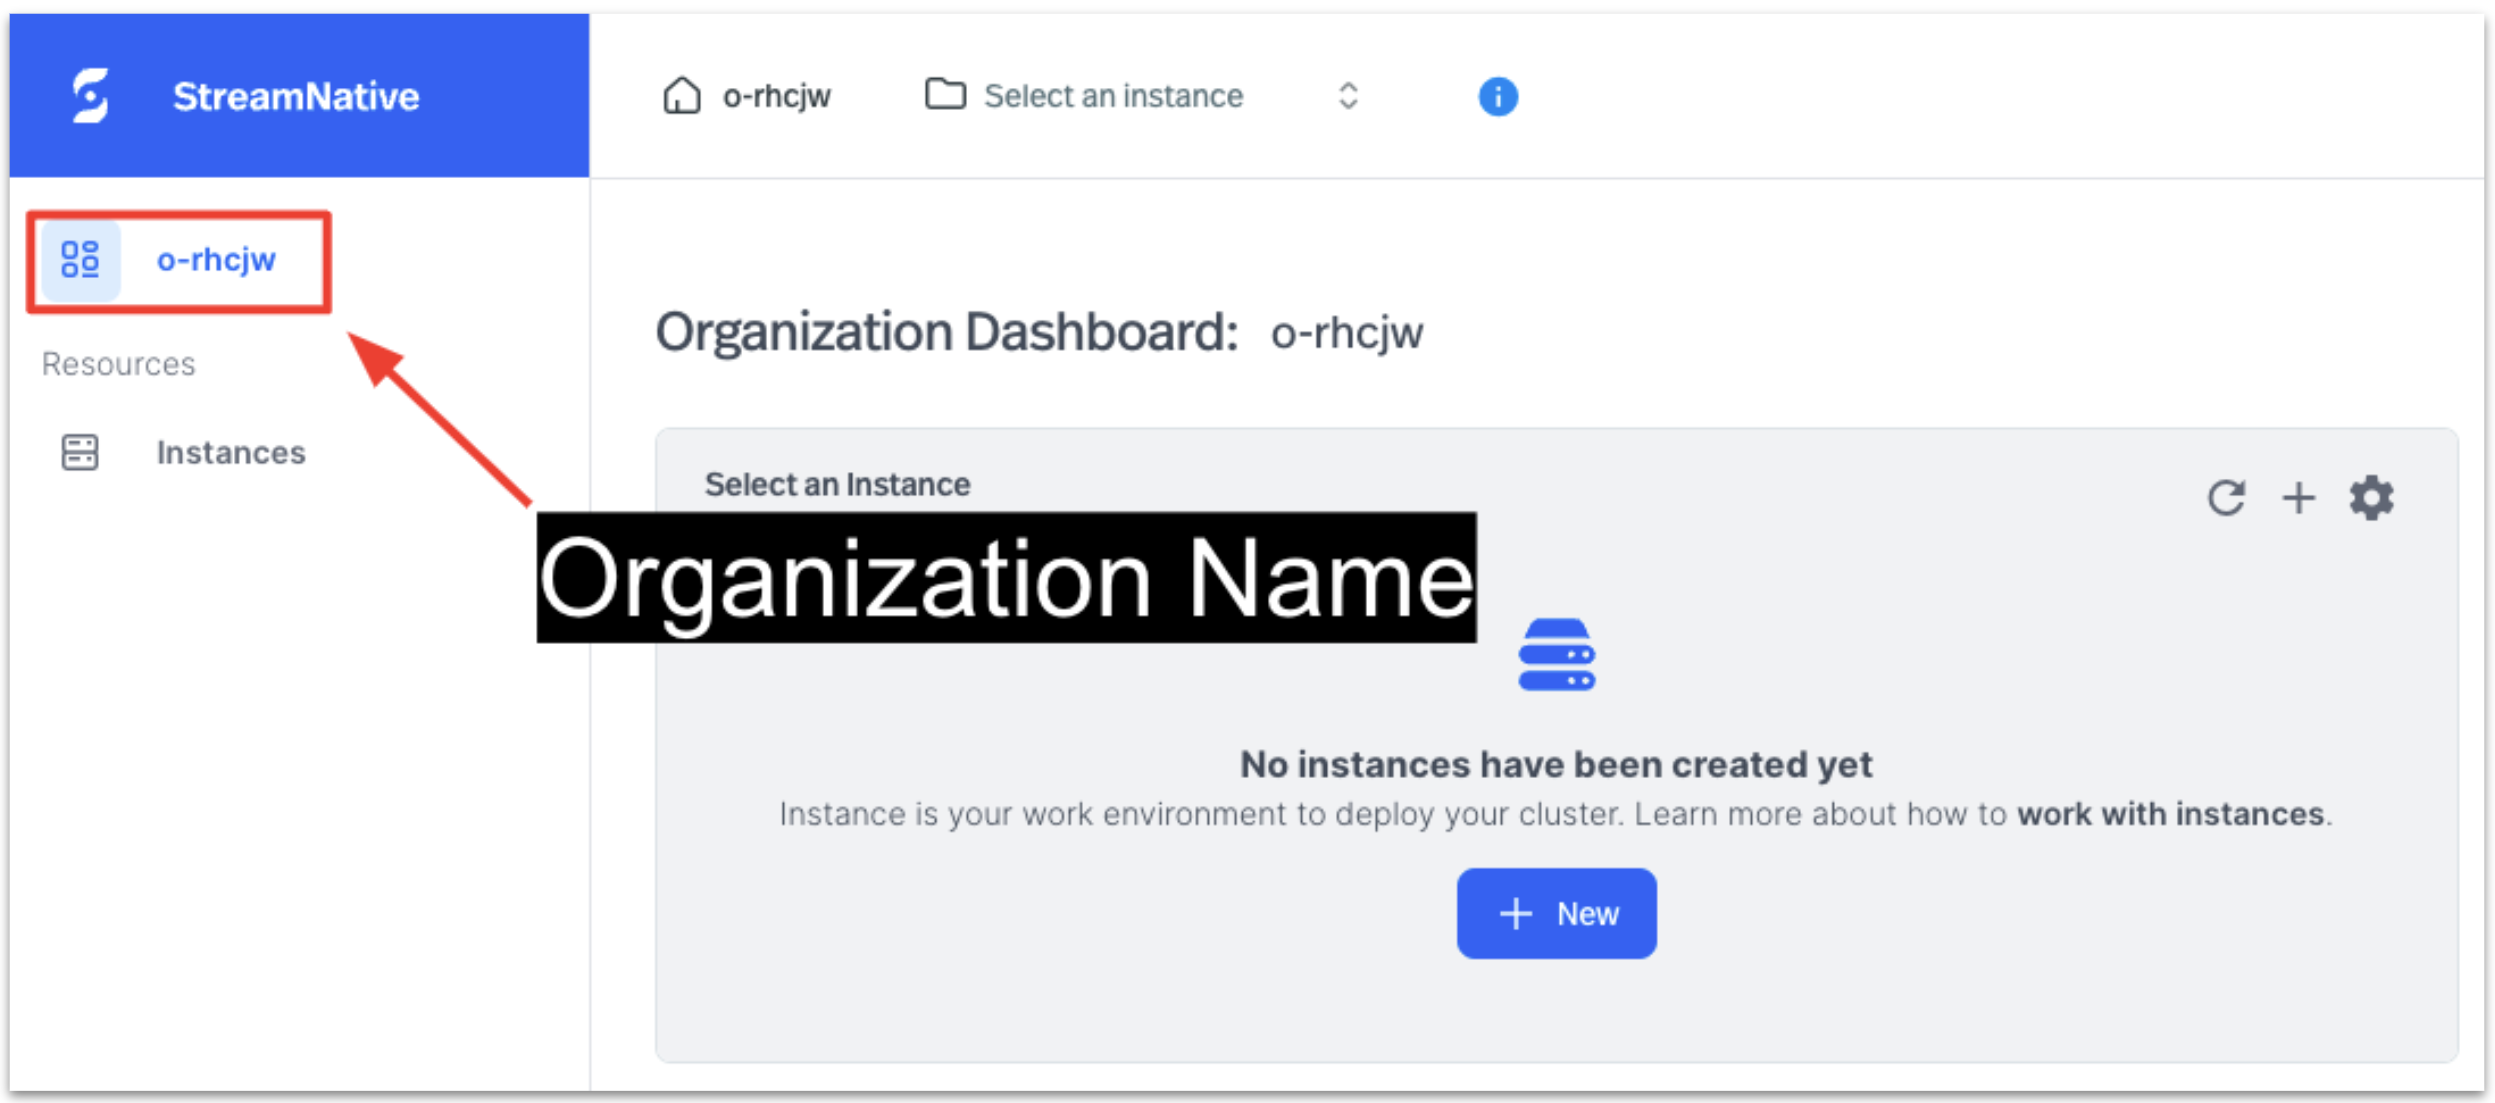 StreamNative
o-rhcjw
Select an instance
o-rhcjw
Resources
Instances
Organization Dashboard: o-rhcjw
Select an Instance
Organization Name
No instances have been created yet
Instance is your work environment to deploy your cluster. Learn more about how to work with instances.
New